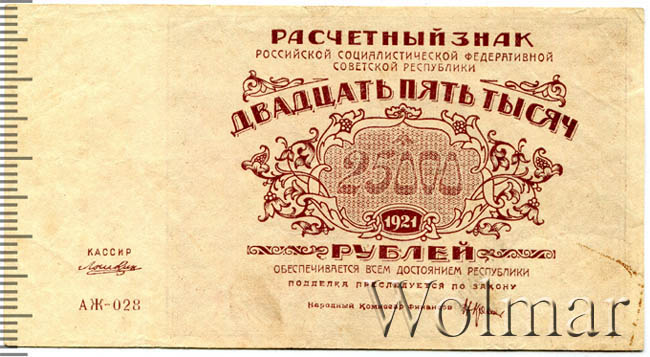 РАСЧЕТНЫЙ ЗНАК
РОССИЙСКОЙ СОЦИАЛИСТИЧЕСКОЙ ФЕДЕРАТИВНОЙ
СОВЕТСКОЙ РЕСПУБЛИКИ
ДВАДЦАТЬ ПЯТЬ ТЫСЯЧ
25000
1921
РУБЛЕЙ
ОБЕСПЕЧИВАЕТСЯ ВСЕМ ДОСТОЯНИЕМ РЕСПУБЛИКИ
ПОДДЕЛКА ПРЕСЛЕДУЕТСЯ ПО ЗАКОНУ
Народный Комиссар Финансов
КАССИР
АЖ-028
Wolmar